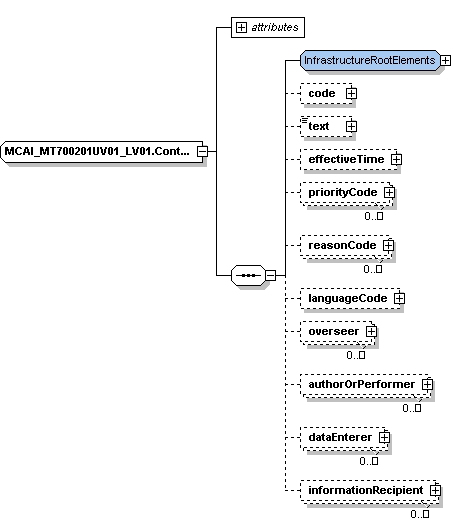 attributes
InfrastructureRootElements
code
text
effectiveTime
MCAI_MT700201UV01_LV01.Cont...
priorityCode
0..□
reasonCode
0..□
languageCode
overseer
0..□
authorOrPerformer
0..□
dataEnterer
0..□
informationRecipient
0..□